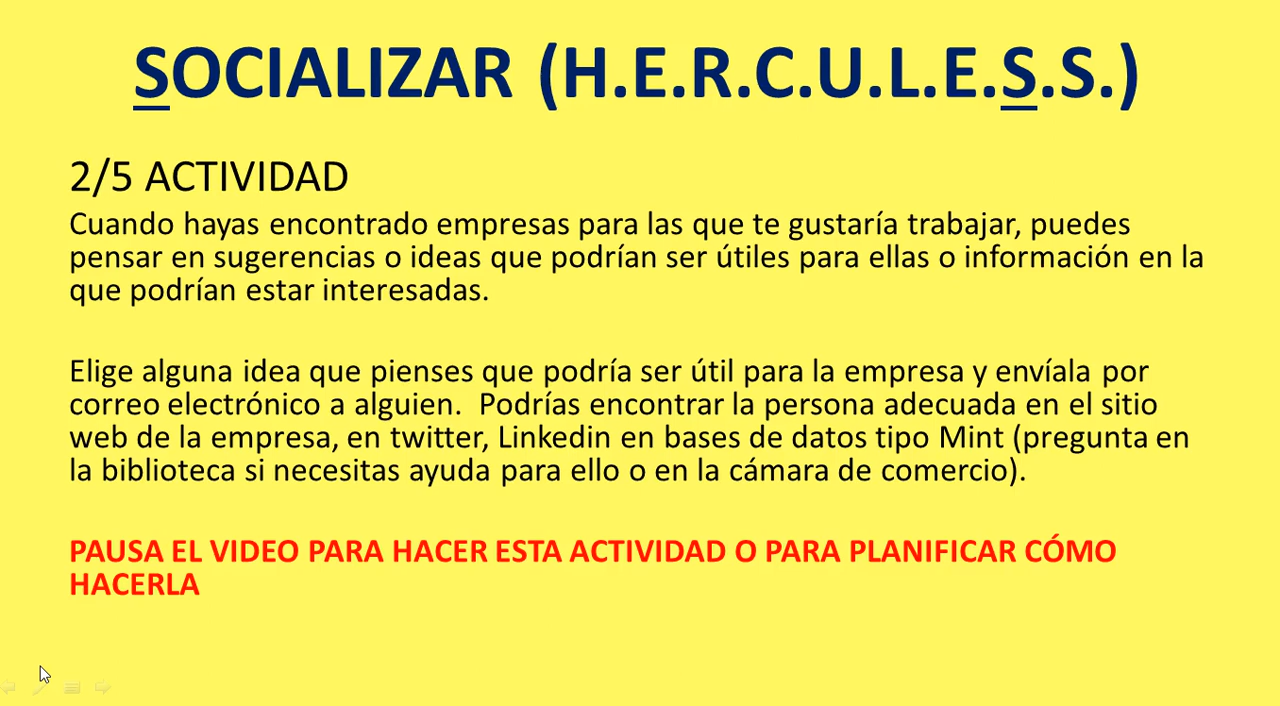 SOCIALIZAR (H.E.R.C.U.L.E.S.S.)
2/5 ACTIVIDAD
Cuando hayas encontrado empresas para las que te gustaría trabajar, puedes
pensar en sugerencias o ideas que podrían ser útiles para ellas o información en la
que podrían estar interesadas.
Elige alguna idea que pienses que podría ser útil para la empresa y envíala por
correo electrónico a alguien.  Podrías encontrar la persona adecuada en el sitio
web de la empresa, en twitter, Linkedin en bases de datos tipo Mint (pregunta en
la biblioteca si necesitas ayuda para ello o en la cámara de comercio).
PAUSA EL VIDEO PARA HACER ESTA ACTIVIDAD O PARA PLANIFICAR CÓMO
HACERLA